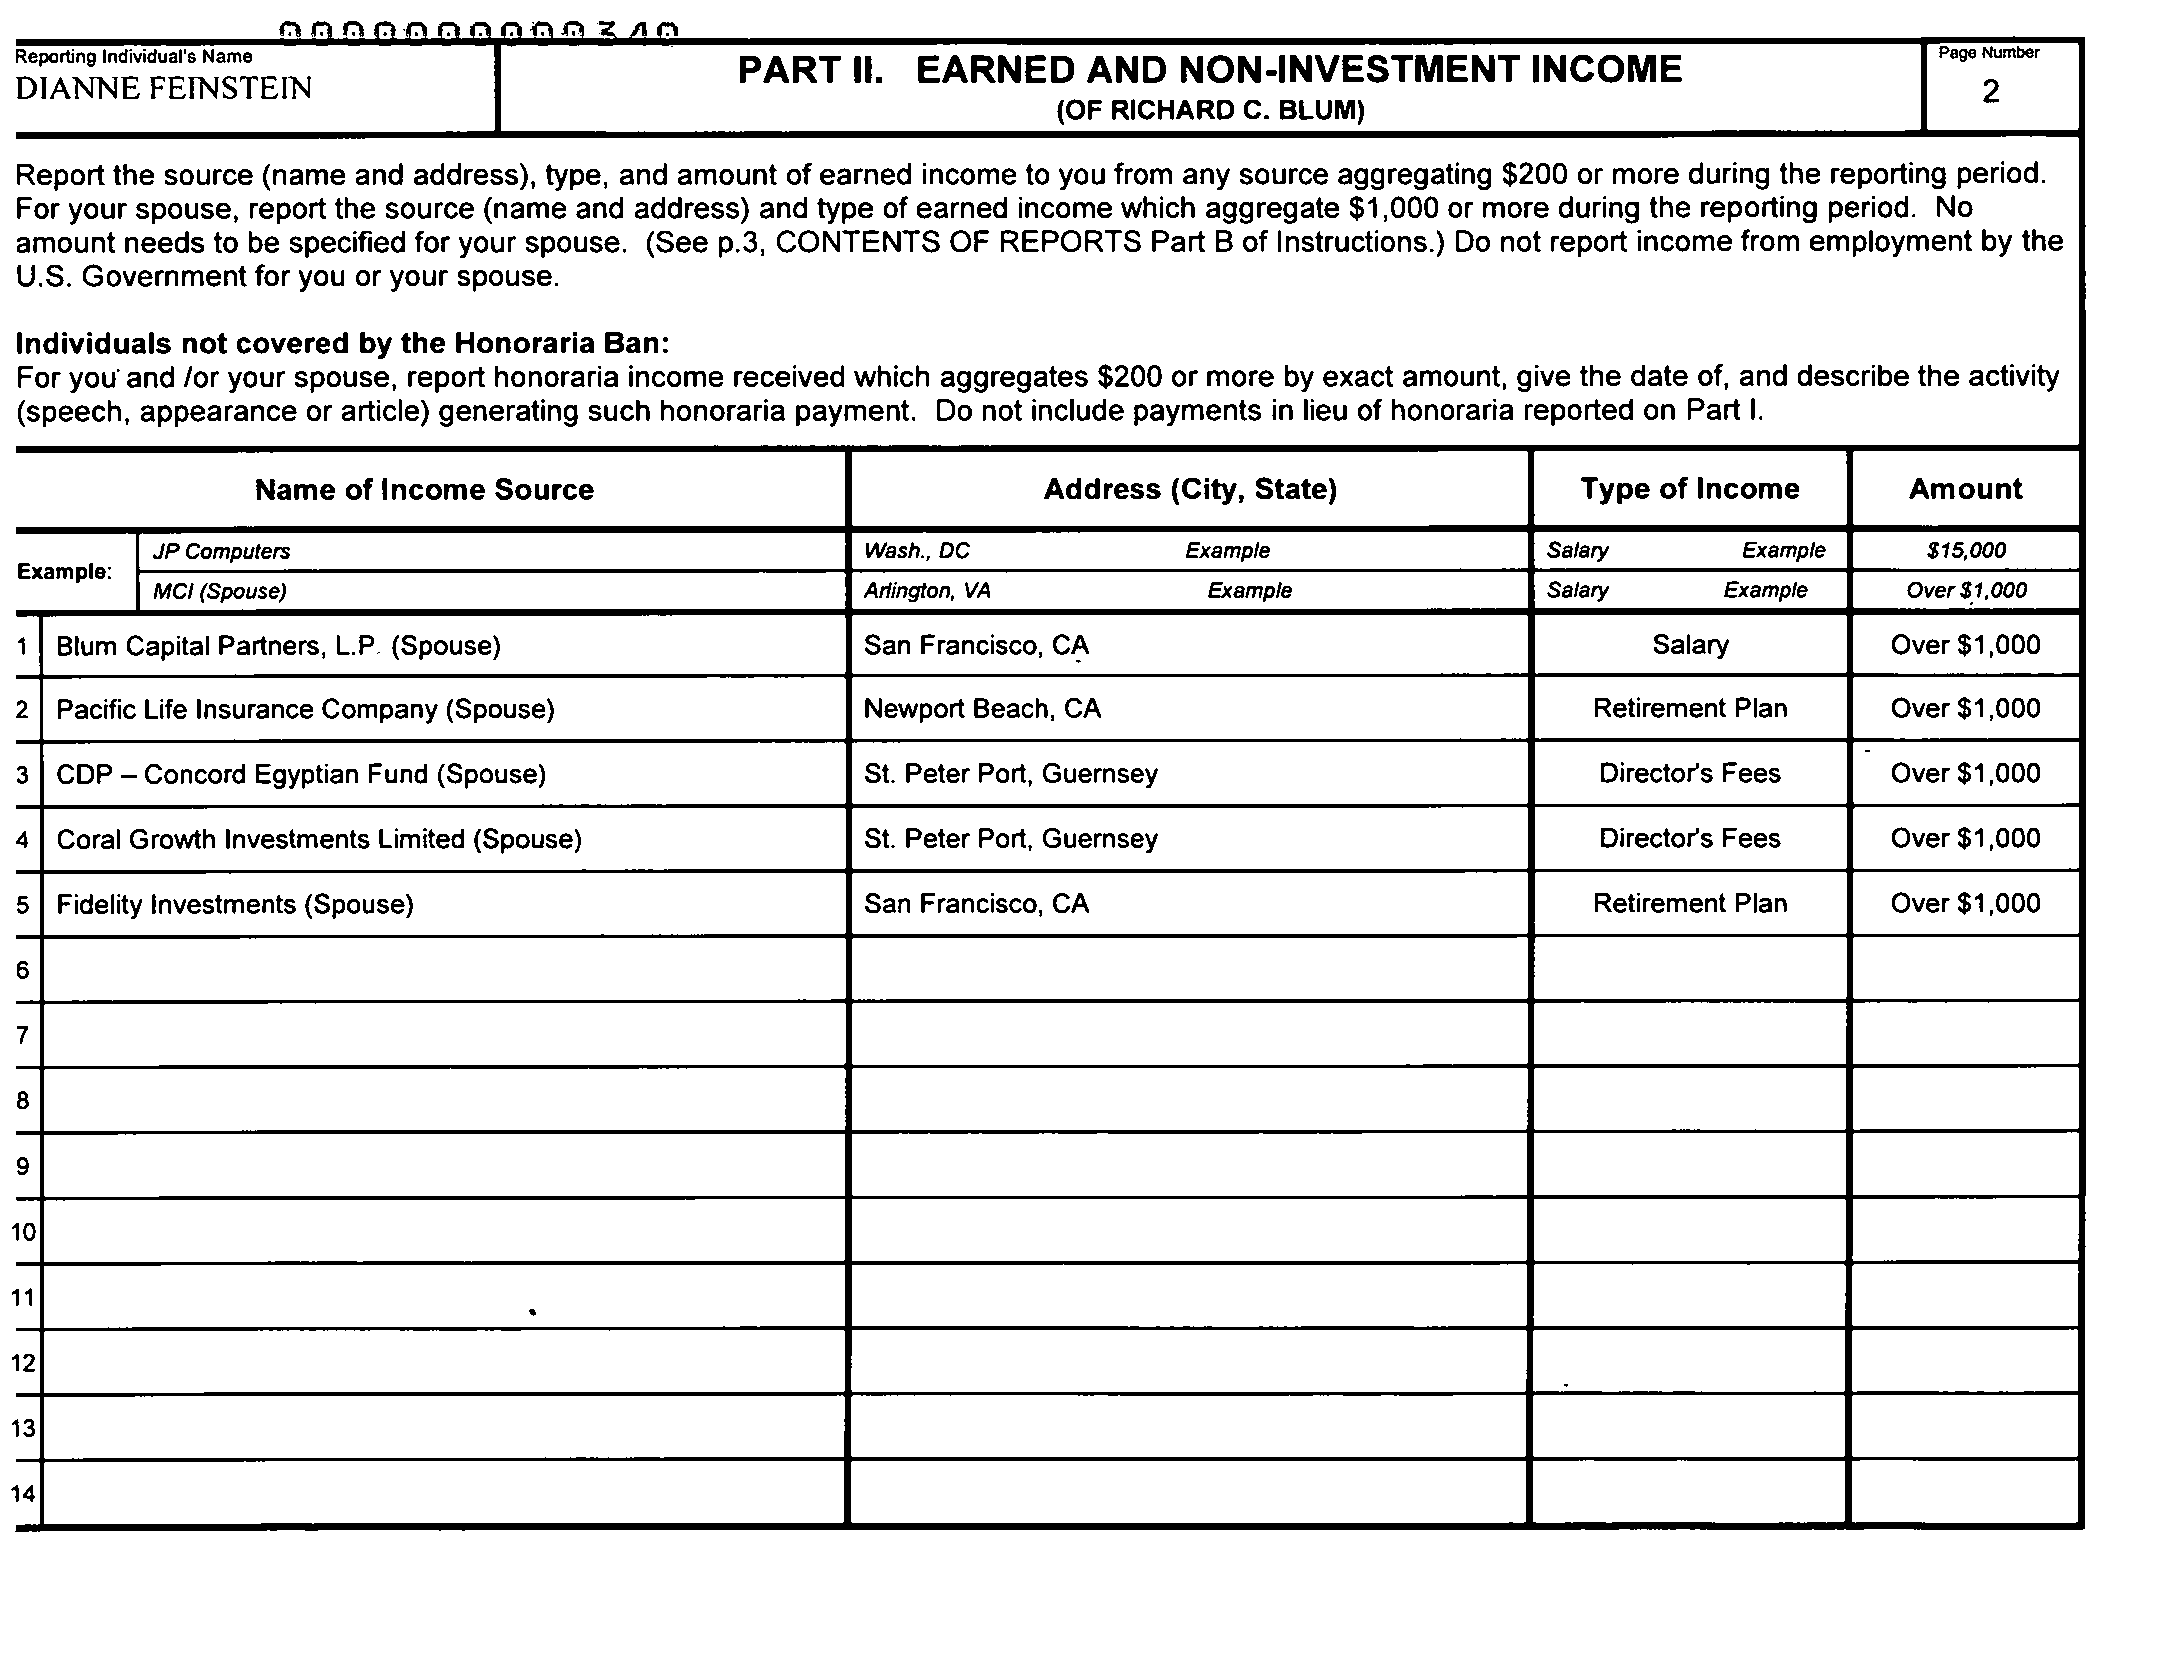 000000000340
Reporting Individual's Name
DIANNE FEINSTEIN
PART II. EARNED AND NON-INVESTMENT INCOME
(OF RICHARD C. BLUM)
Page Number
2
Report the source (name and address), type, and amount of earned income to you from any source aggregating $200 or more during the reporting period.
For your spouse, report the source (name and address) and type of earned income which aggregate $1,000 or more during the reporting period. No
amount needs to be specified for your spouse. (See p.3, CONTENTS OF REPORTS Part B of Instructions.) Do not report income from employment by the
U.S. Government for you or your spouse.
Individuals not covered by the Honoraria Ban:
For you and /or your spouse, report honoraria income received which aggregates $200 or more by exact amount, give the date of, and describe the activity
(speech, appearance or article) generating such honoraria payment. Do not include payments in lieu of honoraria reported on Part I.
Name of Income Source Address (City, State) Type of Income Amount
Example:
JP Computers Wash., DC Example Salary Example $15,000
MCI (Spouse) Arlington, VA Example Salary Example Over $1,000
1 Blum Capital Partners, L.P. (Spouse) San Francisco, CA Salary Over $1,000
2 Pacific Life Insurance Company (Spouse) Newport Beach, CA Retirement Plan Over $1,000
3 CDP – Concord Egyptian Fund (Spouse) St. Peter Port, Guernsey Director's Fees Over $1,000
4 Coral Growth Investments Limited (Spouse) St. Peter Port, Guernsey Director's Fees Over $1,000
5 Fidelity Investments (Spouse) San Francisco, CA Retirement Plan Over $1,000
6
7
8
9
10
11
12
13
14